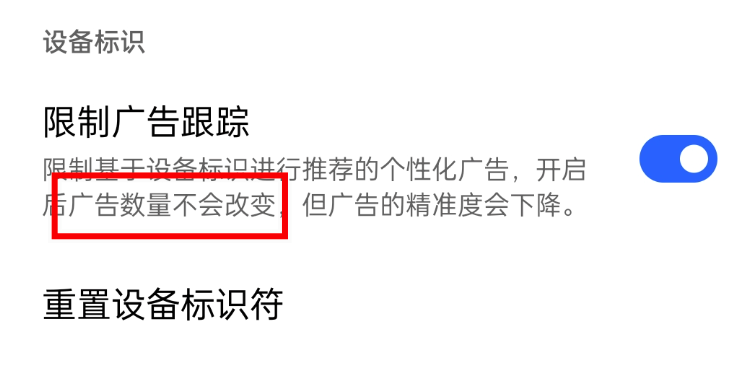 设备标识
限制广告跟踪
限制基于设备标识进行推荐的个性化广告，开启
后广告数量不会改变，但广告的精准度会下降。
重置设备标识符